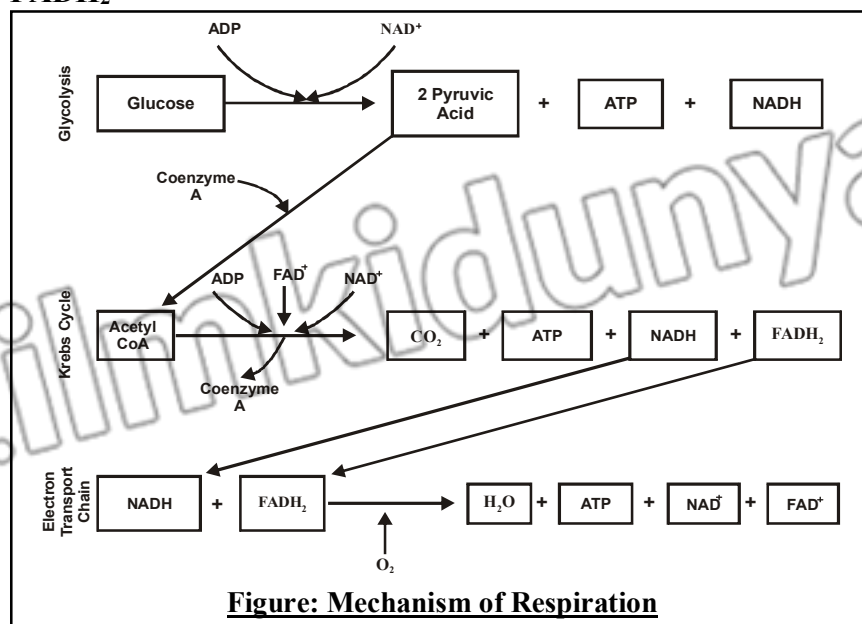 FADH₂
ADP NAD⁺
Glycolysis
Glucose
2 Pyruvic
Acid
+ ATP + NADH
Coenzyme
A
ADP FAD⁺ NAD⁺
Krebs Cycle
Acetyl
CoA
CO₂ + ATP + NADH + FADH₂
Coenzyme
A
Electron
Transport
Chain
NADH + FADH₂ H₂O + ATP + NAD⁺ + FAD⁺
O₂
Figure: Mechanism of Respiration
.ilmkidunya